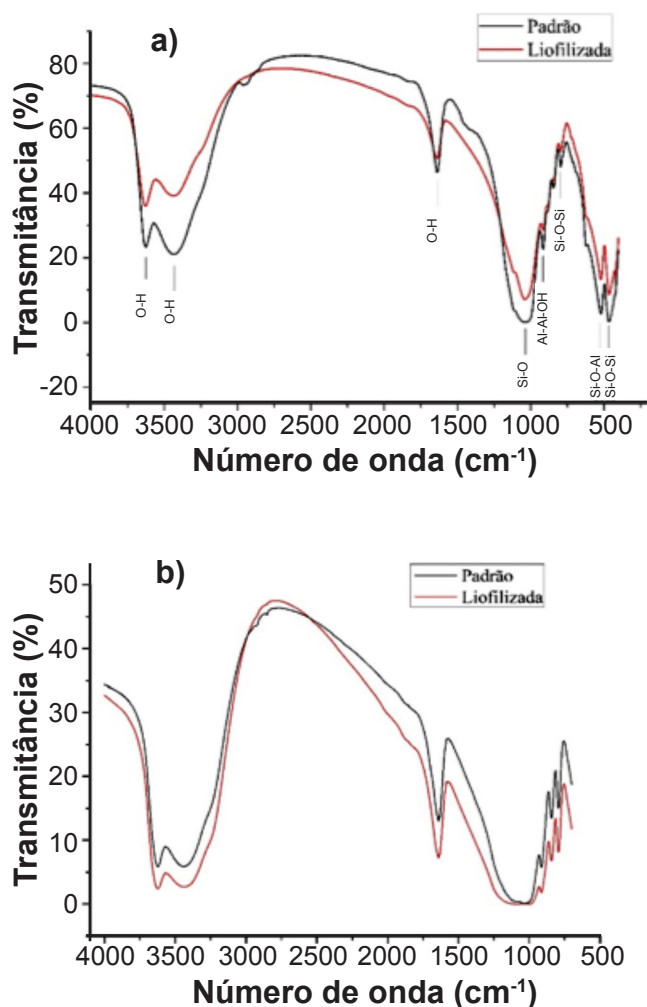 a)
Padrão
Liofilizada
Transmitância (%)
80
60
40
20
0
-20
O-H
O-H
O-H
Si-O
Al-Al-OH
Si-O-Si
Si-O-Al
Si-O-Si
4000 3500 3000 2500 2000 1500 1000 500
Número de onda (cm⁻¹)
b)
Padrão
Liofilizada
Transmitância (%)
50
40
30
20
10
0
4000 3500 3000 2500 2000 1500 1000 500
Número de onda (cm⁻¹)